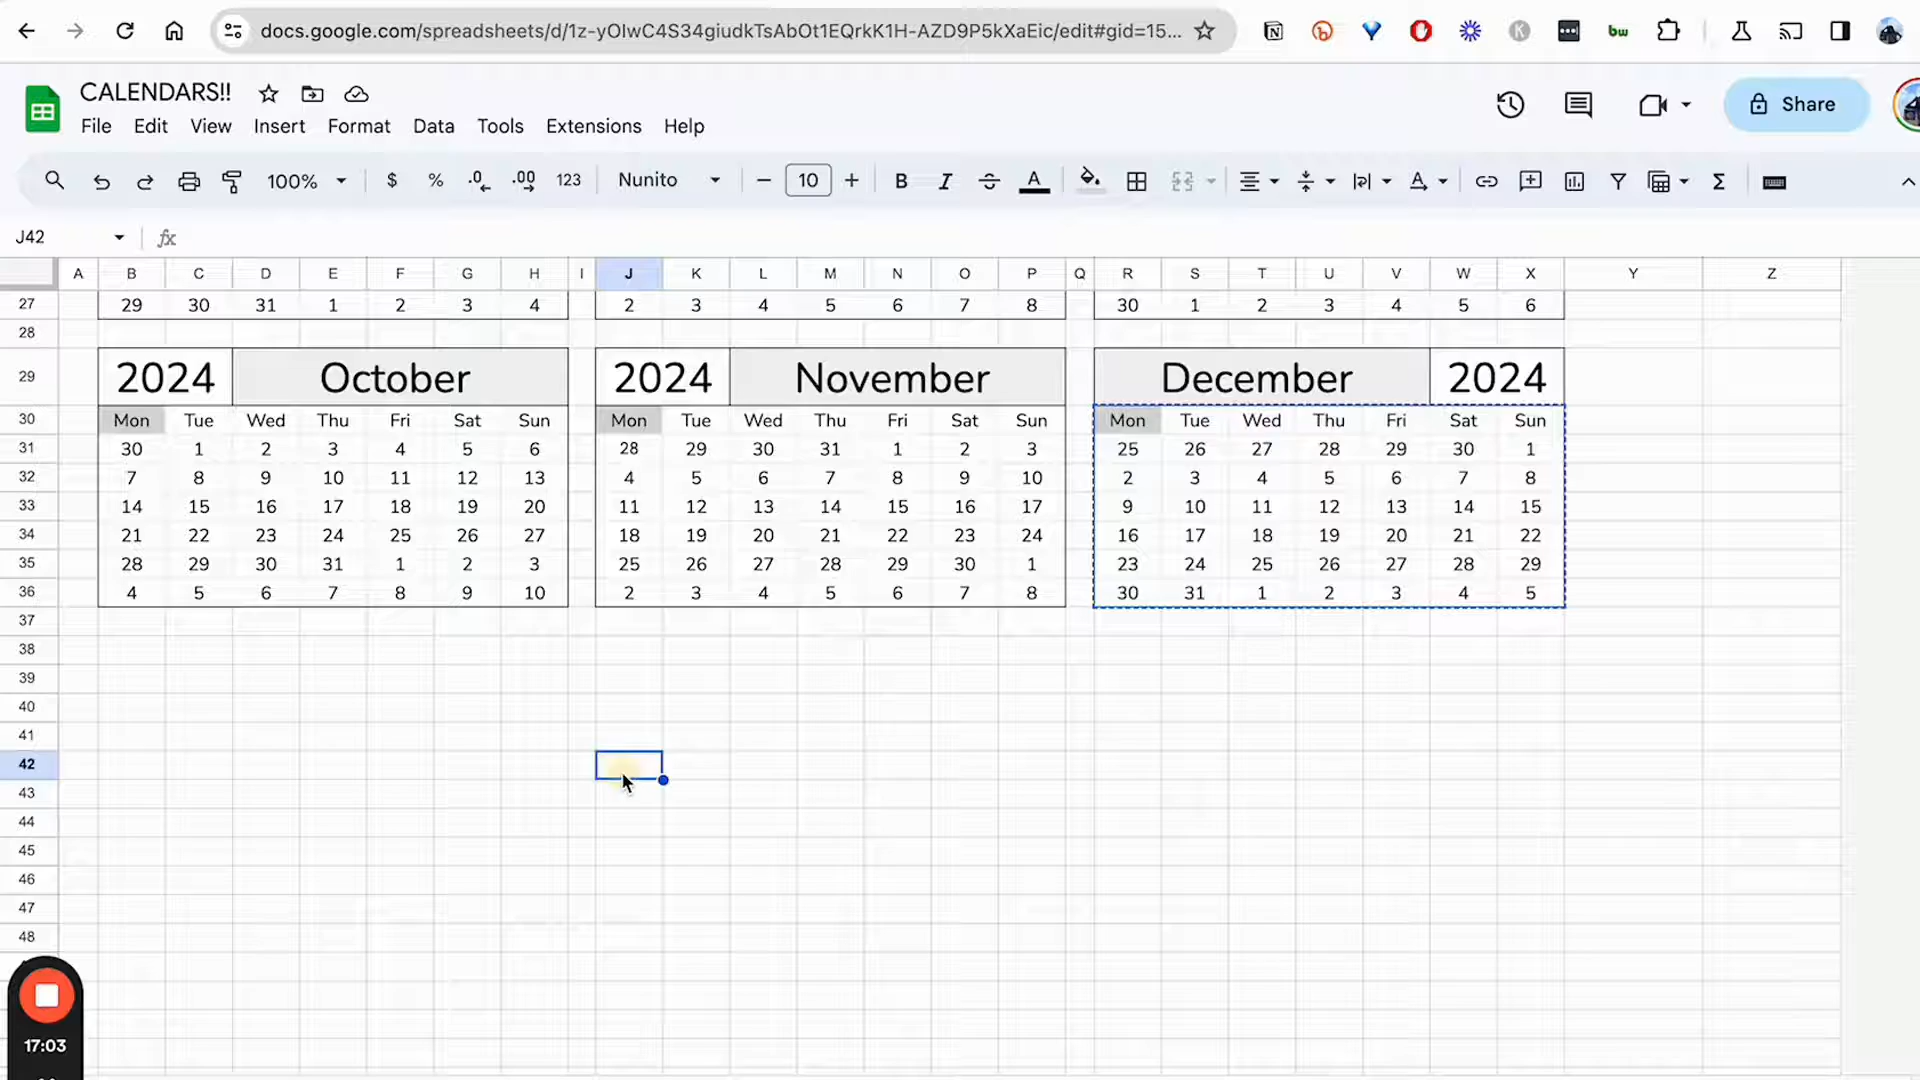 docs.google.com/spreadsheets/d/1z-yOIwC4S34giudkTsAbOt1EQrkK1H-AZD9P5kXaEic/edit#gid=15...
CALENDARS!!
File Edit View Insert Format Data Tools Extensions Help
Share
100% $ % .0 .00 123 Nunito 10 B I A
J42 fx
A B C D E F G H I J K L M N O P Q R S T U V W X Y Z
27 29 30 31 1 2 3 4 2 3 4 5 6 7 8 30 1 2 3 4 5 6
28
29 2024 October 2024 November December 2024
30 Mon Tue Wed Thu Fri Sat Sun Mon Tue Wed Thu Fri Sat Sun Mon Tue Wed Thu Fri Sat Sun
31 30 1 2 3 4 5 6 28 29 30 31 1 2 3 25 26 27 28 29 30 1
32 7 8 9 10 11 12 13 4 5 6 7 8 9 10 2 3 4 5 6 7 8
33 14 15 16 17 18 19 20 11 12 13 14 15 16 17 9 10 11 12 13 14 15
34 21 22 23 24 25 26 27 18 19 20 21 22 23 24 16 17 18 19 20 21 22
35 28 29 30 31 1 2 3 25 26 27 28 29 30 1 23 24 25 26 27 28 29
36 4 5 6 7 8 9 10 2 3 4 5 6 7 8 30 31 1 2 3 4 5
37
38
39
40
41
42
43
44
45
46
47
48
17:03